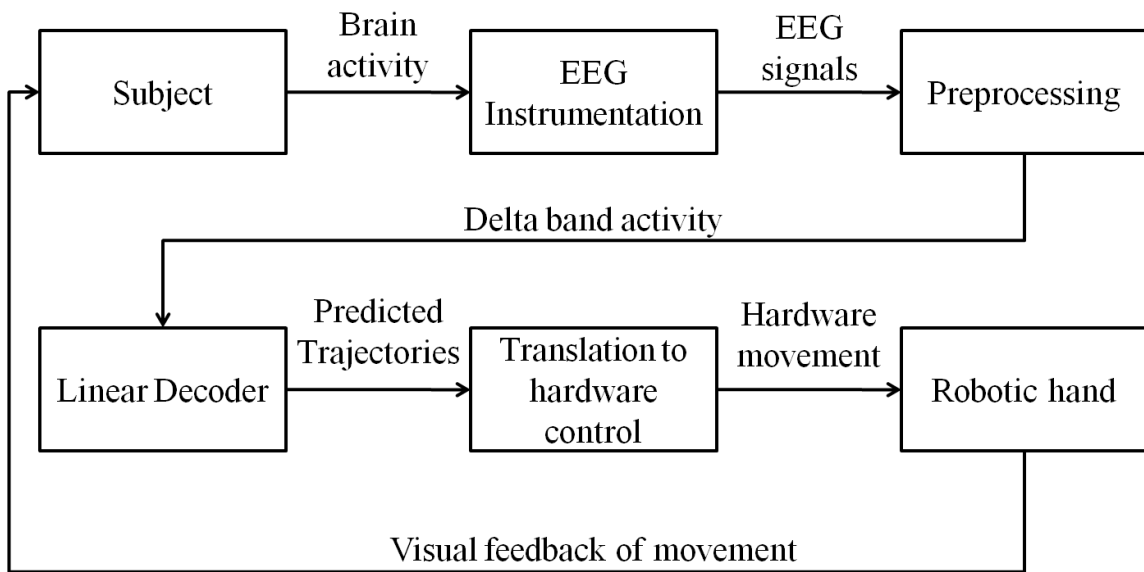 Subject
Brain
activity
EEG
Instrumentation
EEG
signals
Preprocessing
Delta band activity
Linear Decoder
Predicted
Trajectories
Translation to
hardware
control
Hardware
movement
Robotic hand
Visual feedback of movement